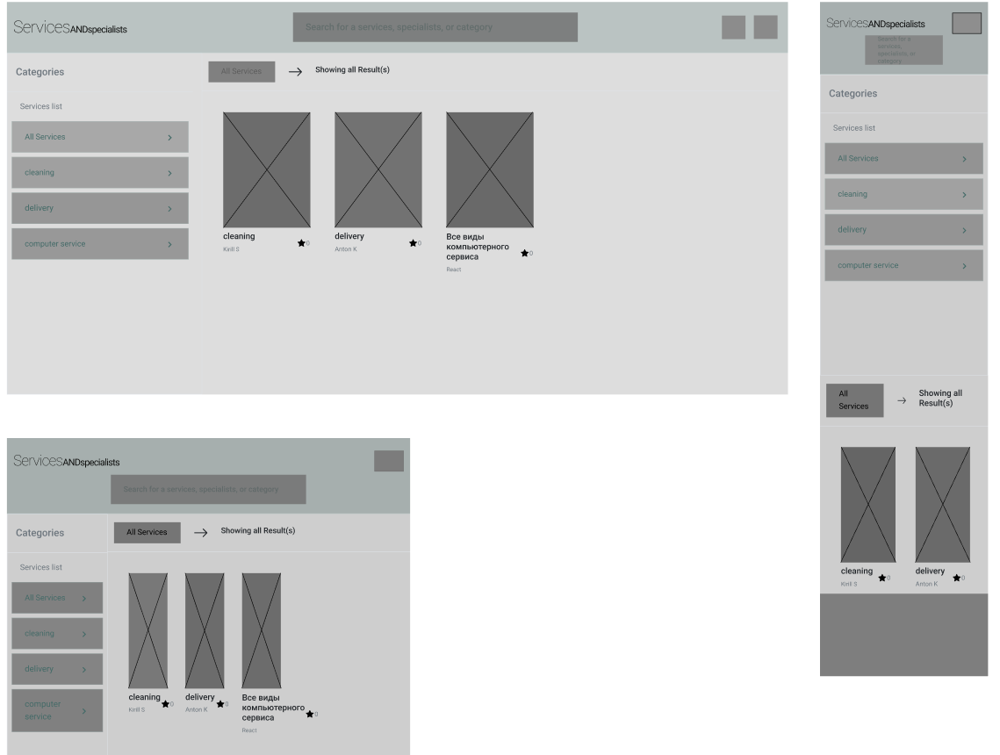 ServicesANDspecialists
Search for a services, specialists, or category
Categories
All Services
Showing all Result(s)
Services list
All Services
cleaning
delivery
computer service
cleaning
Kirill S
0
delivery
Anton K
0
Все виды
компьютерного
сервиса
0
React
ServicesANDspecialists
Search for a services, specialists, or category
Categories
All Services
Showing all Result(s)
Services list
All Services
cleaning
delivery
computer
service
cleaning
Kirill S
0
delivery
Anton K
0
Все виды
компьютерного
сервиса
0
React
ServicesANDspecialists
Search for a
services,
specialists, or
category
Categories
Services list
All Services
cleaning
delivery
computer service
All
Services
Showing all
Result(s)
cleaning
Kirill S
0
delivery
Anton K
0